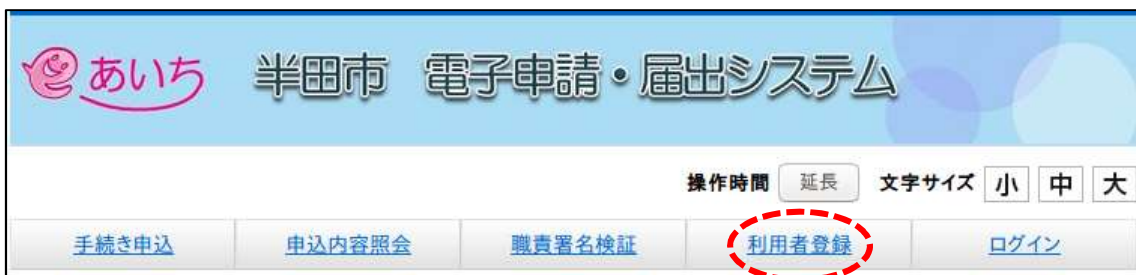 あいち 半田市 電子申請・届出システム
操作時間 延長 文字サイズ 小 中 大
手続き申込 申込内容照会 職責署名検証 利用者登録 ログイン